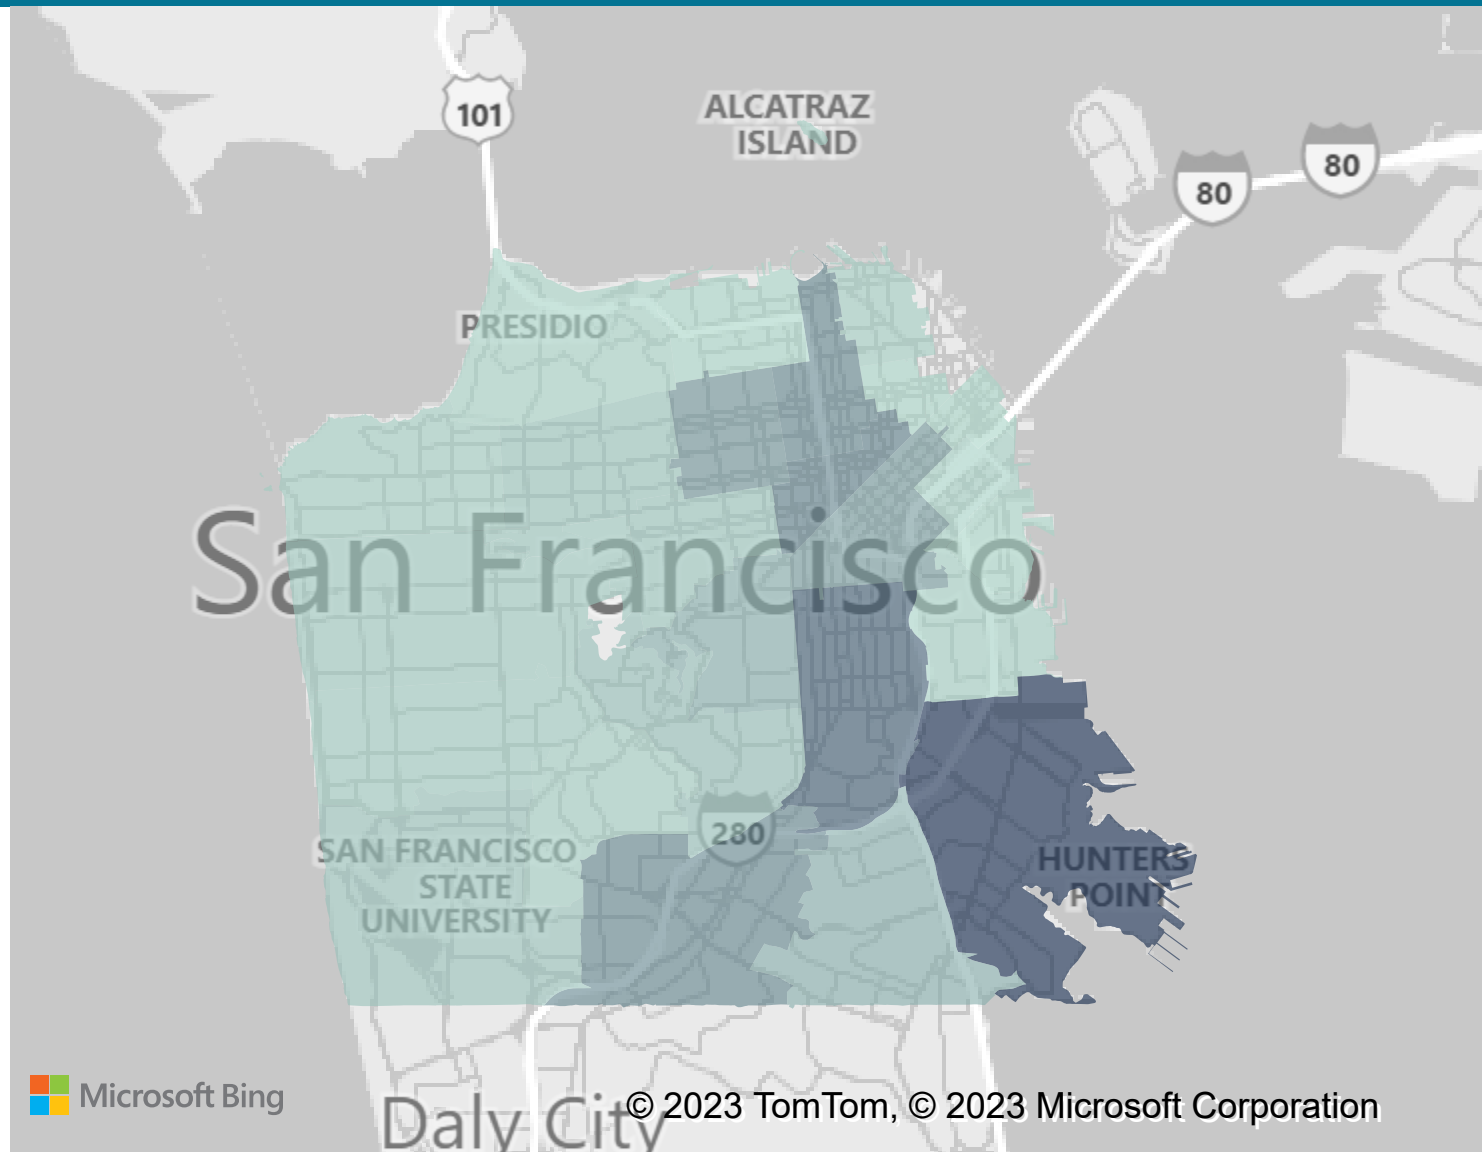 101
ALCATRAZ
ISLAND
80
80
PRESIDIO
San Francisco
280
SAN FRANCISCO
STATE
UNIVERSITY
HUNTERS
POINT
Microsoft Bing
Daly City
© 2023 TomTom, © 2023 Microsoft Corporation